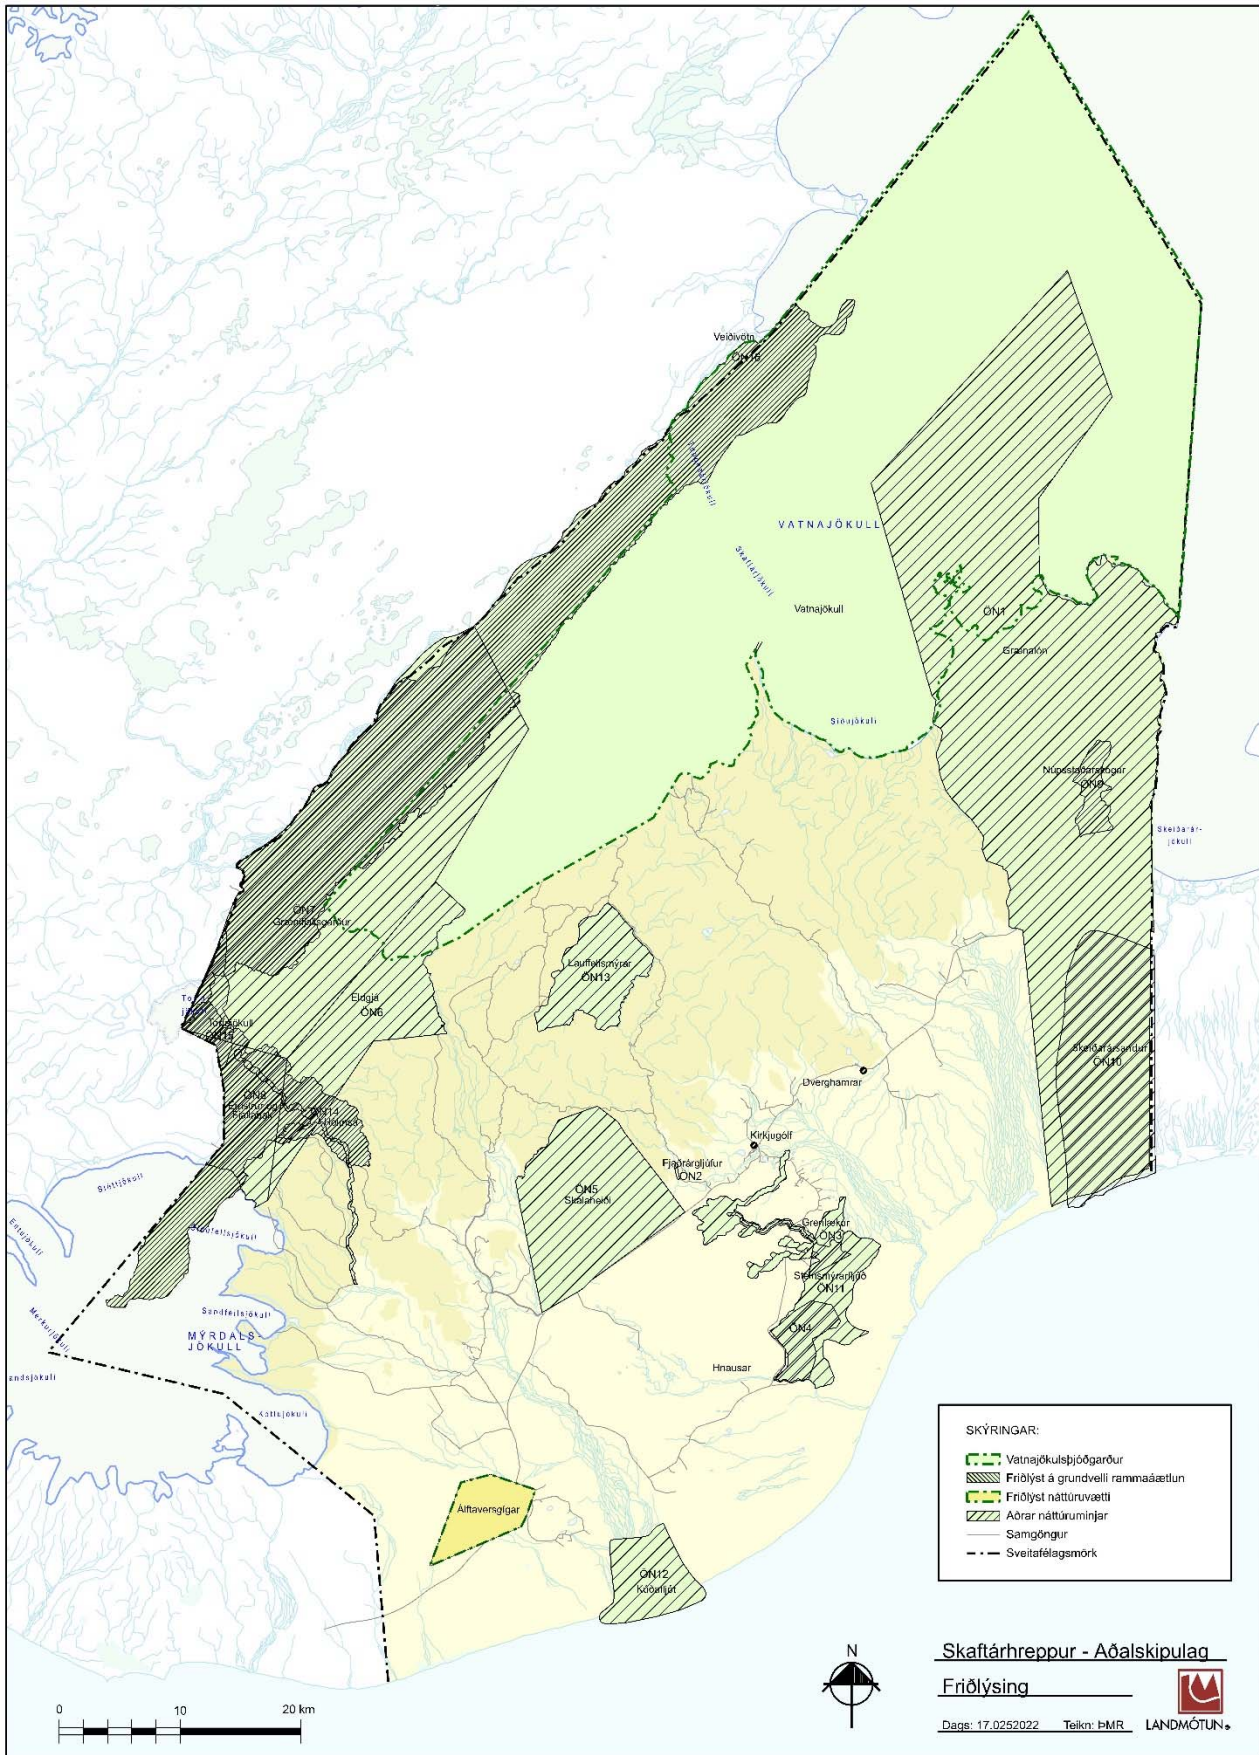 Veiðivötn
VATNAJÖKULL
Skaftárjökull
Vatnajökull
ÖN1
Grænalón
Síðujökull
Núpsstaðarskógar
ÖN9
Skeiðarár-
jökull
ÖN7
Lauffellsmýrar
ÖN13
Eldgjá
ÖN6
Skeiðarársandur
ÖN10
Dverghamrar
ÖN8
ÖN14
Hólmsá
Kirkjugólf
Fjaðrárgljúfur
ÖN2
ÖN5
Skálaheiði
Sléttjökull
Entujökull
Grenlækur
ÖN3
ÖN11
Sandfellsjökull
Merkurjökull
MÝRDALS-
JÖKULL
ÖN4
Hnausar
andsjökull
Kötlujökull
Álftaversgígar
ÖN12
Kúðafljót
SKÝRINGAR:
Vatnajökulsþjóðgarður
Friðlýst á grundvelli rammaáætlun
Friðlýst náttúruvætti
Aðrar náttúruminjar
Samgöngur
Sveitafélagsmörk
N
0 10 20 km
Skaftárhreppur - Aðalskipulag
Friðlýsing
Dags: 17.0252022 Teikn: ÞMR LANDMÓTUN